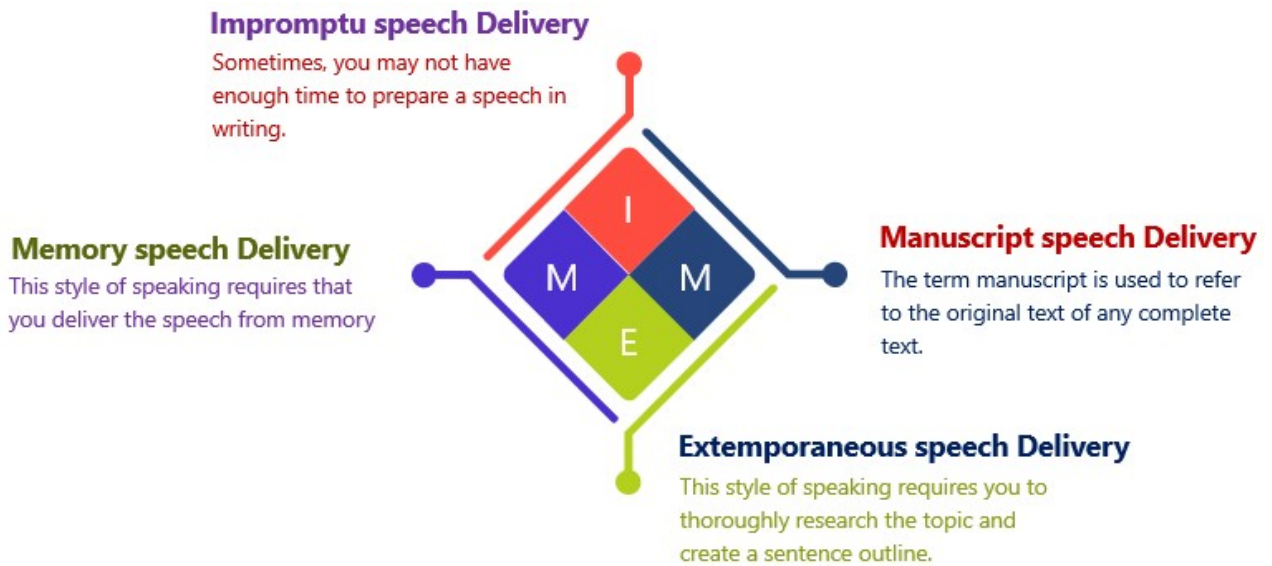 Impromptu speech Delivery
Sometimes, you may not have
enough time to prepare a speech in
writing.
I
Memory speech Delivery
This style of speaking requires that
you deliver the speech from memory
M
M
Manuscript speech Delivery
The term manuscript is used to refer
to the original text of any complete
text.
E
Extemporaneous speech Delivery
This style of speaking requires you to
thoroughly research the topic and
create a sentence outline.